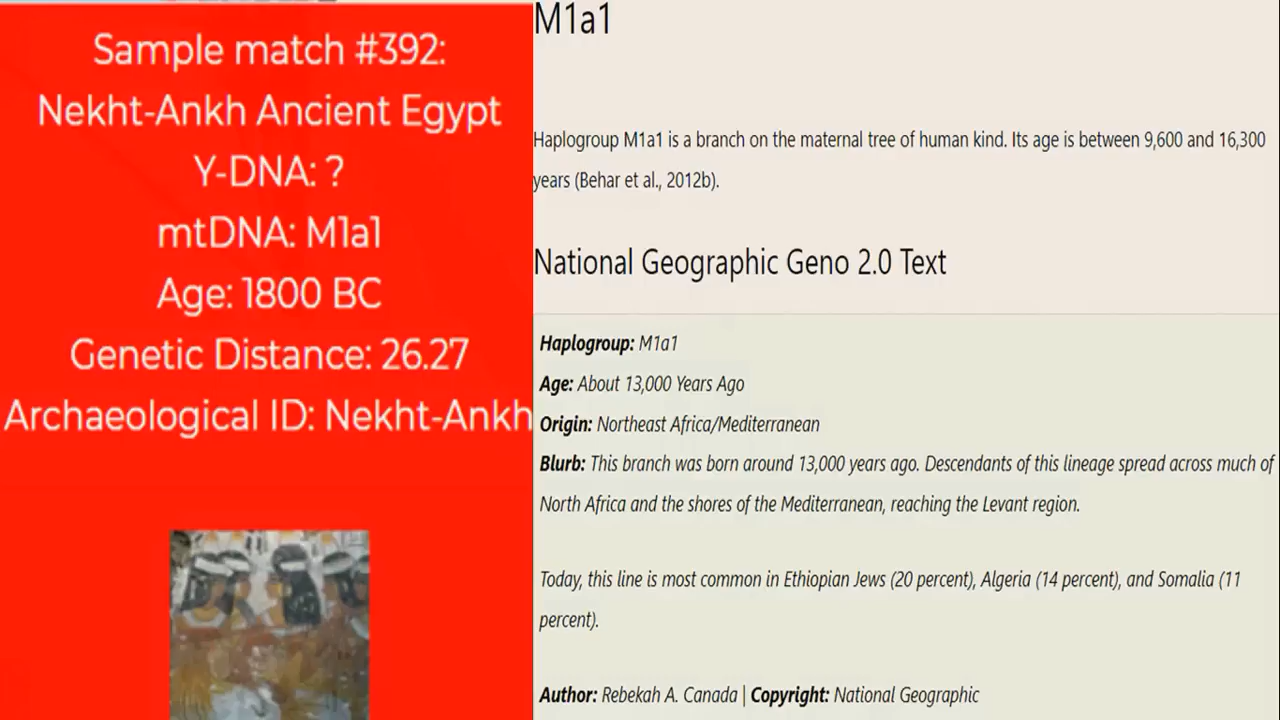 Sample match #392:
Nekht-Ankh Ancient Egypt
Y-DNA: ?
mtDNA: M1a1
Age: 1800 BC
Genetic Distance: 26.27
Archaeological ID: Nekht-Ankh
M1a1
Haplogroup M1a1 is a branch on the maternal tree of human kind. Its age is between 9,600 and 16,300
years (Behar et al., 2012b).
National Geographic Geno 2.0 Text
Haplogroup: M1a1
Age: About 13,000 Years Ago
Origin: Northeast Africa/Mediterranean
Blurb: This branch was born around 13,000 years ago. Descendants of this lineage spread across much of
North Africa and the shores of the Mediterranean, reaching the Levant region.
Today, this line is most common in Ethiopian Jews (20 percent), Algeria (14 percent), and Somalia (11
percent).
Author: Rebekah A. Canada | Copyright: National Geographic